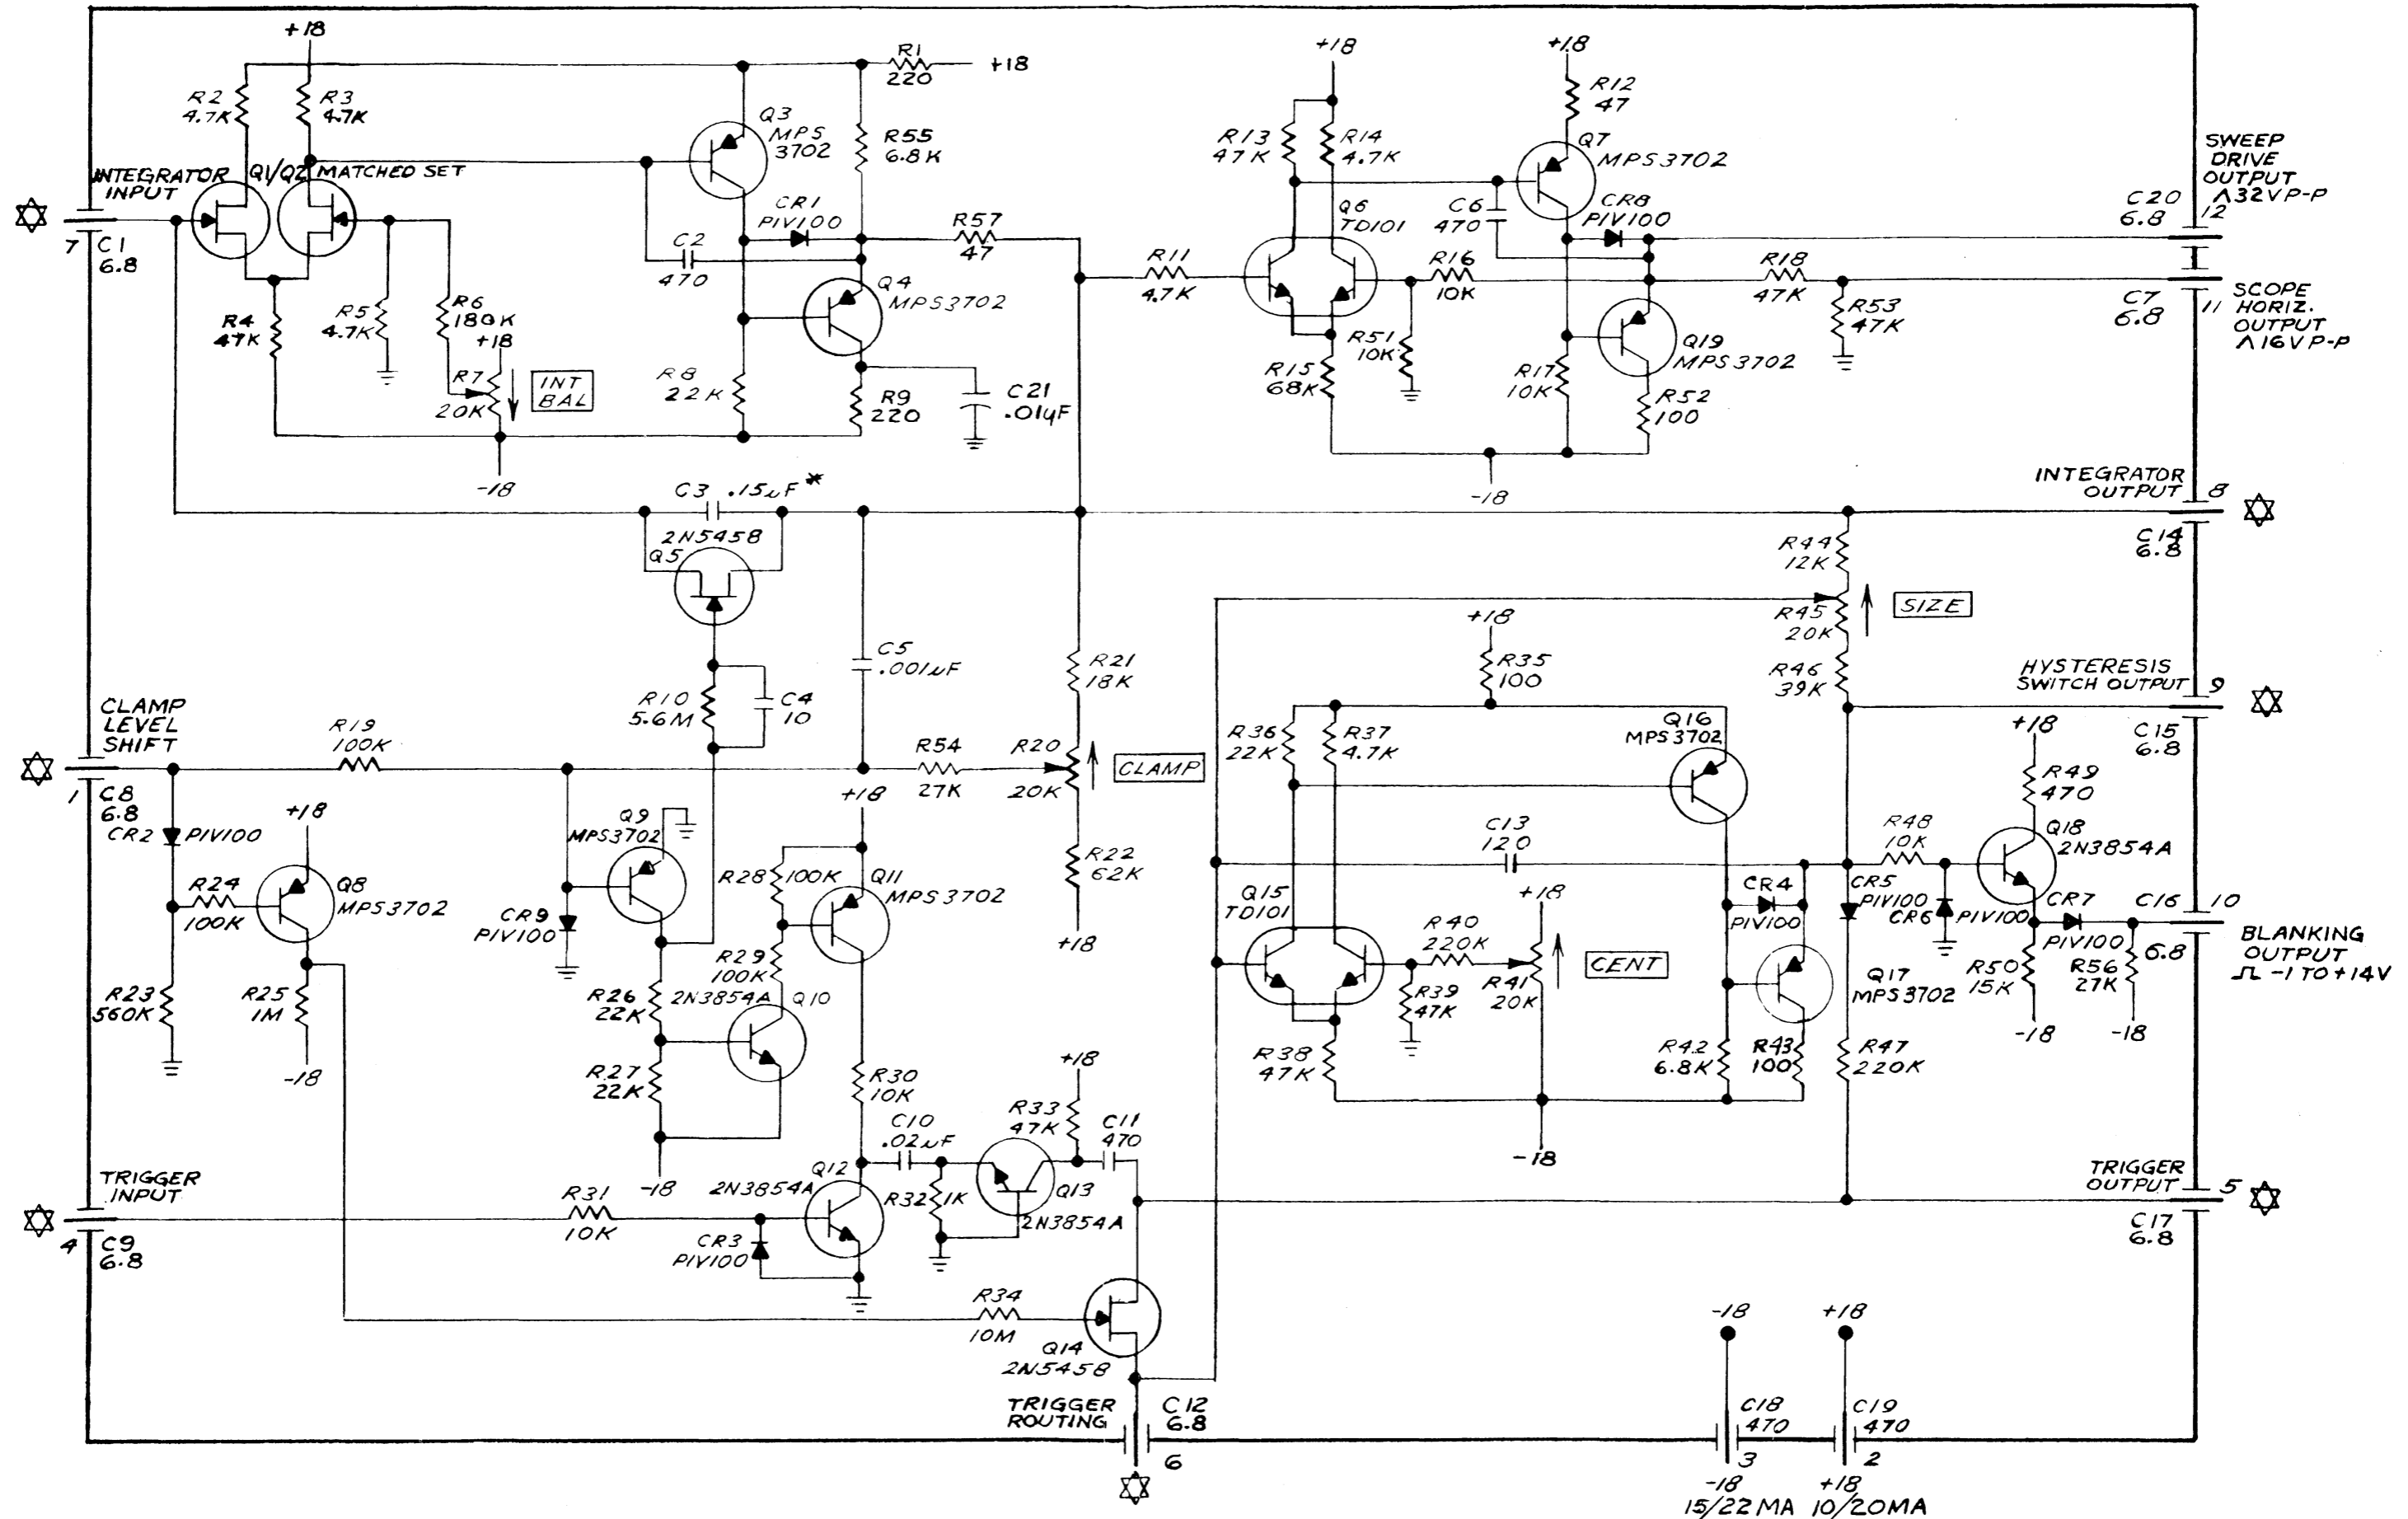 +18
R1
220
+18
R2
4.7K
R3
4.7K
Q3
MPS
3702
R55
6.8K
INTEGRATOR
INPUT
Q1/Q2 MATCHED SET
7
C1
6.8
CR1
PIV100
C2
470
R57
47
R4
47K
R5
4.7K
R6
180K
+18
R7
20K
INT
BAL
Q4
MPS3702
R8
22K
R9
220
C21
.01µF
-18
+18
R13
47K
R14
4.7K
+18
R12
47
Q7
MPS3702
Q6
TD101
C6
470
CR8
PIV100
R11
4.7K
R16
10K
R18
47K
R51
10K
R15
68K
R17
10K
Q19
MPS3702
R52
100
R53
47K
-18
SWEEP
DRIVE
OUTPUT
Λ32VP-P
C20
6.8
12
C7
6.8
11
SCOPE
HORIZ.
OUTPUT
Λ16VP-P
C3 .15µF *
2N5458
Q5
INTEGRATOR
OUTPUT
8
C14
6.8
R44
12K
R45
20K
SIZE
R46
39K
HYSTERESIS
SWITCH OUTPUT
9
C15
6.8
C5
.001µF
R21
18K
R10
5.6M
C4
10
CLAMP
LEVEL
SHIFT
R19
100K
R54
27K
R20
20K
CLAMP
1
C8
6.8
CR2 PIV100
+18
R24
100K
Q8
MPS3702
R23
560K
R25
1M
-18
Q9
MPS3702
CR9
PIV100
+18
R28
100K
Q11
MPS3702
R22
62K
+18
R29
100K
R26
22K
2N3854A
Q10
R27
22K
-18
R30
10K
+18
R35
100
R36
22K
R37
4.7K
Q16
MPS3702
C13
120
Q15
TD101
+18
R40
220K
R41
20K
CENT
R39
47K
R38
47K
-18
CR4
PIV100
Q17
MPS3702
R42
6.8K
R43
100
CR5
PIV100
R47
220K
R48
10K
CR6
PIV100
+18
R49
470
Q18
2N3854A
CR7
PIV100
R50
15K
-18
R56
27K
-18
C16
6.8
10
BLANKING
OUTPUT
-1 TO +14V
TRIGGER
INPUT
4
C9
6.8
R31
10K
Q12
2N3854A
CR3
PIV100
C10
.02µF
R32
1K
Q13
2N3854A
+18
R33
47K
C11
470
TRIGGER
OUTPUT
5
C17
6.8
R34
10M
Q14
2N5458
TRIGGER
ROUTING
C12
6.8
6
-18
+18
C18
470
3
C19
470
2
-18
15/22 MA
+18
10/20MA